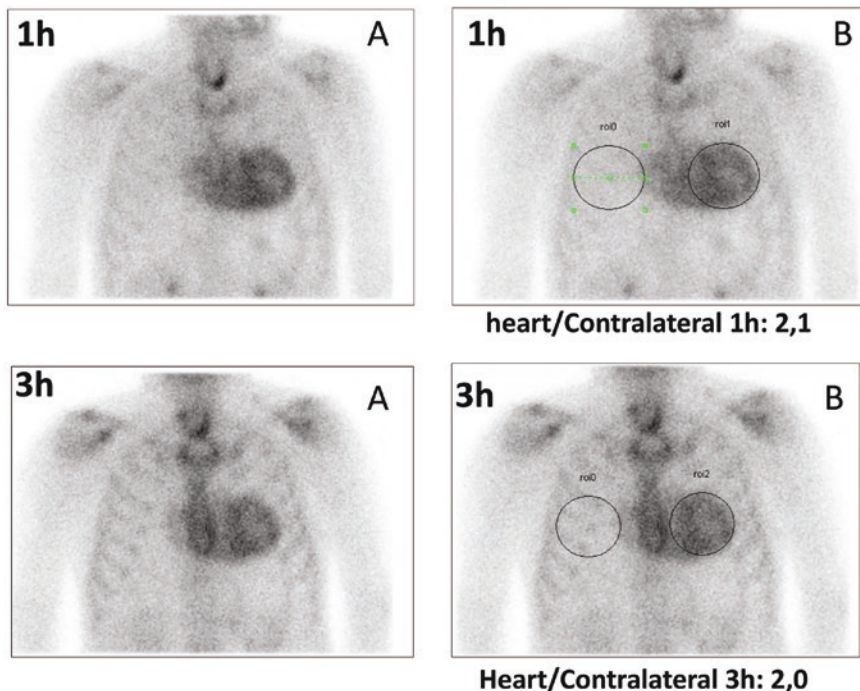 1h
A
1h
B
roi0
roi1
heart/Contralateral 1h: 2,1
3h
A
3h
B
roi0
roi2
Heart/Contralateral 3h: 2,0